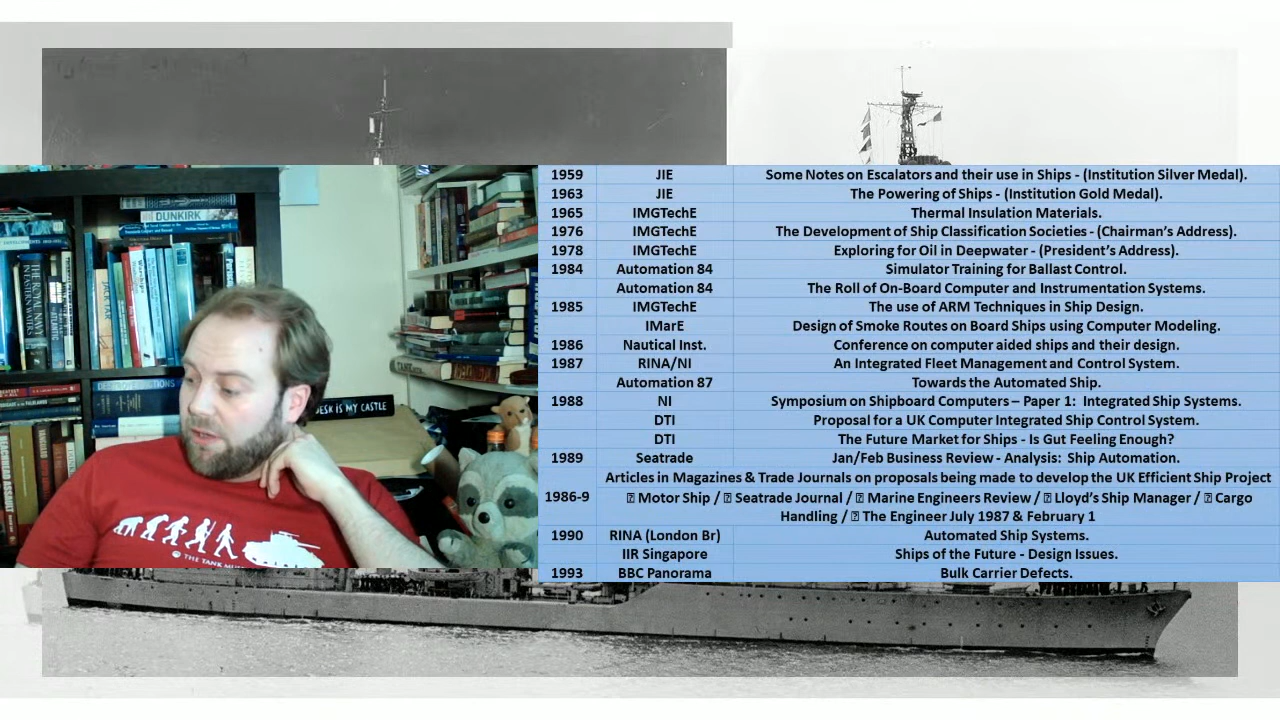 1959 JIE Some Notes on Escalators and their use in Ships - (Institution Silver Medal).
1963 JIE The Powering of Ships - (Institution Gold Medal).
1965 IMGTechE Thermal Insulation Materials.
1976 IMGTechE The Development of Ship Classification Societies - (Chairman's Address).
1978 IMGTechE Exploring for Oil in Deepwater - (President's Address).
1984 Automation 84 Simulator Training for Ballast Control.
Automation 84 The Roll of On-Board Computer and Instrumentation Systems.
1985 IMGTechE The use of ARM Techniques in Ship Design.
IMarE Design of Smoke Routes on Board Ships using Computer Modeling.
1986 Nautical Inst. Conference on computer aided ships and their design.
1987 RINA/NI An Integrated Fleet Management and Control System.
Automation 87 Towards the Automated Ship.
1988 NI Symposium on Shipboard Computers – Paper 1: Integrated Ship Systems.
DTI Proposal for a UK Computer Integrated Ship Control System.
DTI The Future Market for Ships - Is Gut Feeling Enough?
1989 Seatrade Jan/Feb Business Review - Analysis: Ship Automation.
Articles in Magazines & Trade Journals on proposals being made to develop the UK Efficient Ship Project
1986-9 Motor Ship / Seatrade Journal / Marine Engineers Review / Lloyd's Ship Manager / Cargo
Handling / The Engineer July 1987 & February 1
1990 RINA (London Br) Automated Ship Systems.
IIR Singapore Ships of the Future - Design Issues.
1993 BBC Panorama Bulk Carrier Defects.
DUNKIRK
THE ROYAL NAVY
JACK TAR
DESK IS MY CASTLE
BEACHHEAD ASSAULT
THE TANK